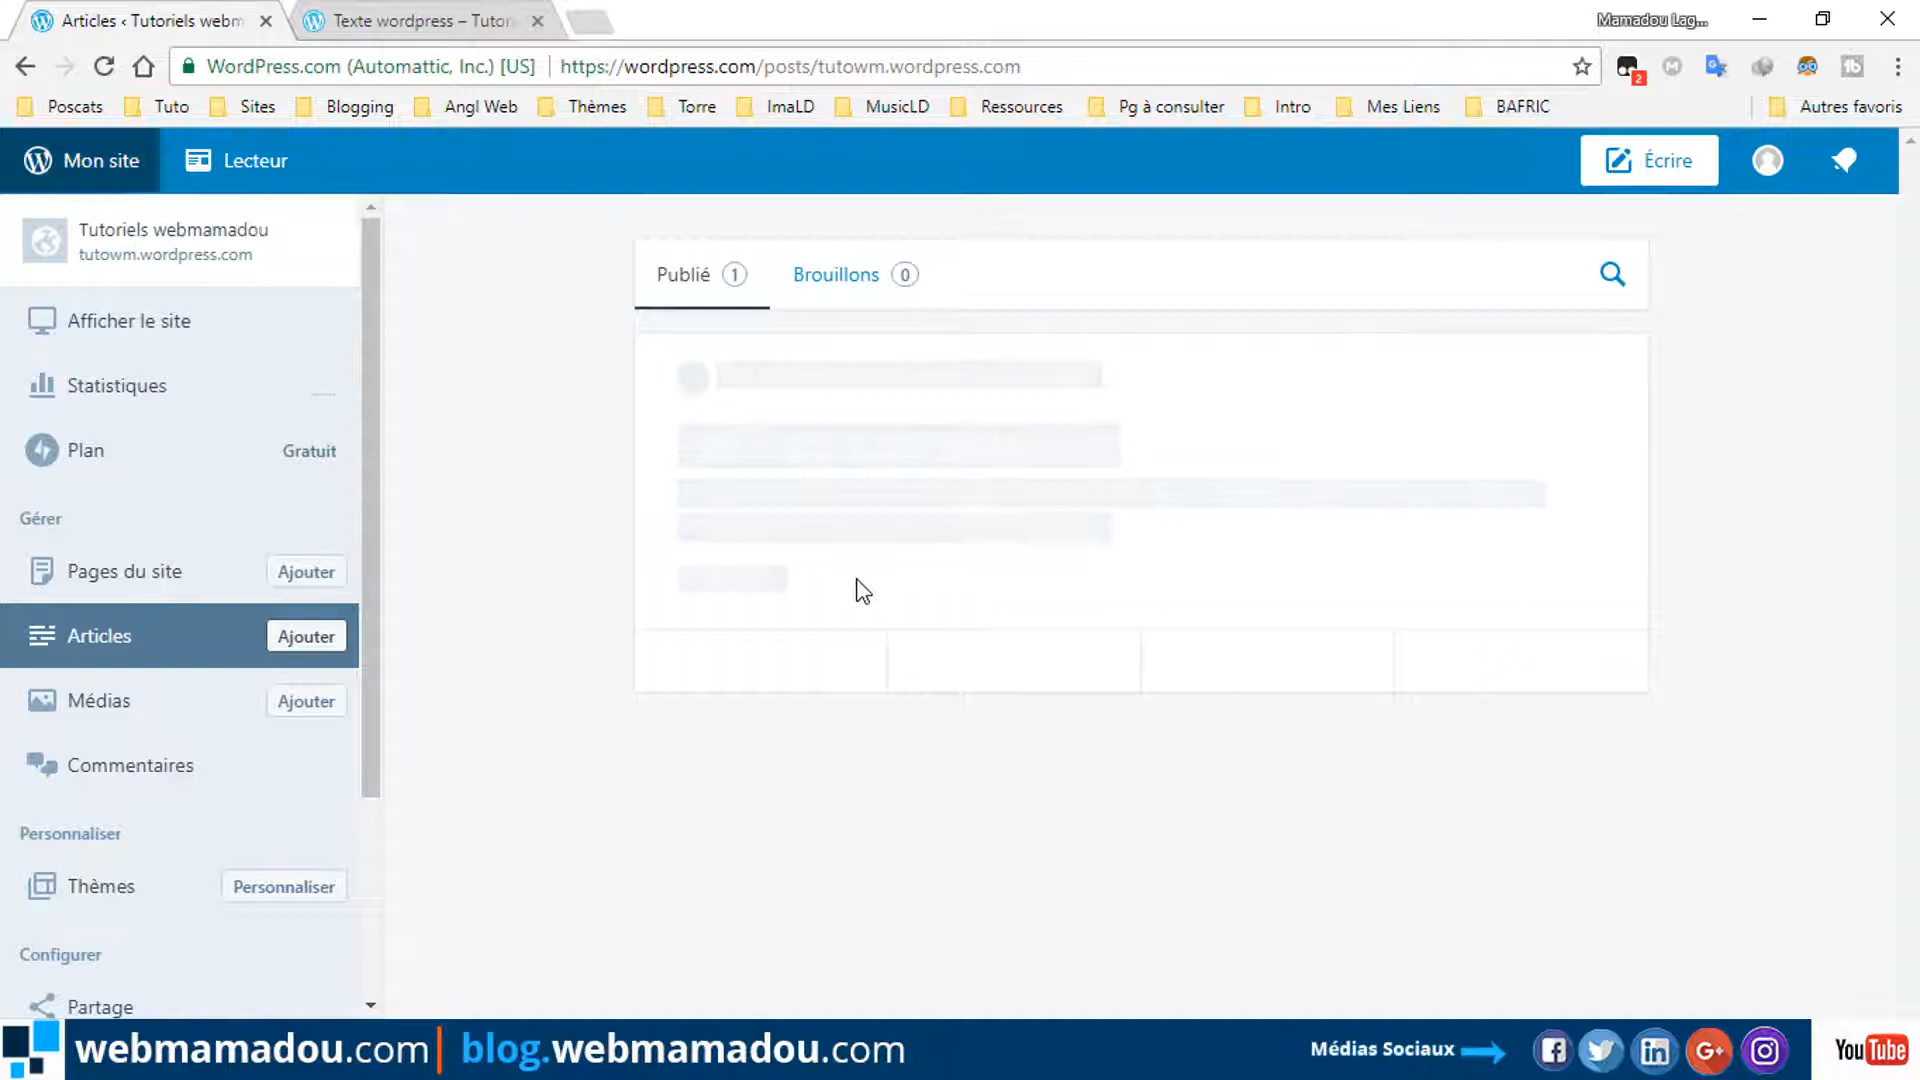 Articles ‹ Tutoriels webm
Texte wordpress – Tutor
Mamadou Lag...
WordPress.com (Automattic, Inc.) [US]
https://wordpress.com/posts/tutowm.wordpress.com
2
Poscats
Tuto
Sites
Blogging
Angl Web
Thèmes
Torre
ImaLD
MusicLD
Ressources
Pg à consulter
Intro
Mes Liens
BAFRIC
Autres favoris
Mon site
Lecteur
Écrire
Tutoriels webmamadou
tutowm.wordpress.com
Publié 1
Brouillons 0
Afficher le site
Statistiques
Plan
Gratuit
Gérer
Pages du site
Ajouter
Articles
Ajouter
Médias
Ajouter
Commentaires
Personnaliser
Thèmes
Personnaliser
Configurer
Partage
webmamadou.com
blog.webmamadou.com
Médias Sociaux
G+
YouTube